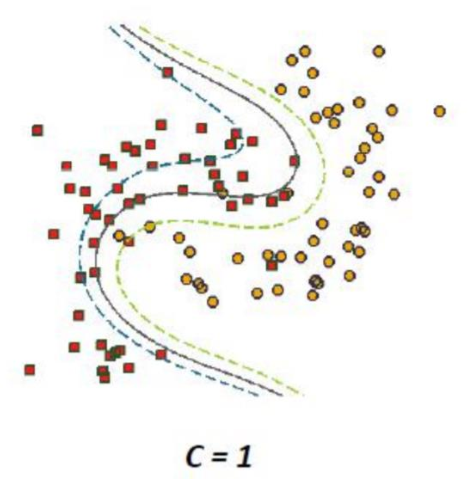 C = 1